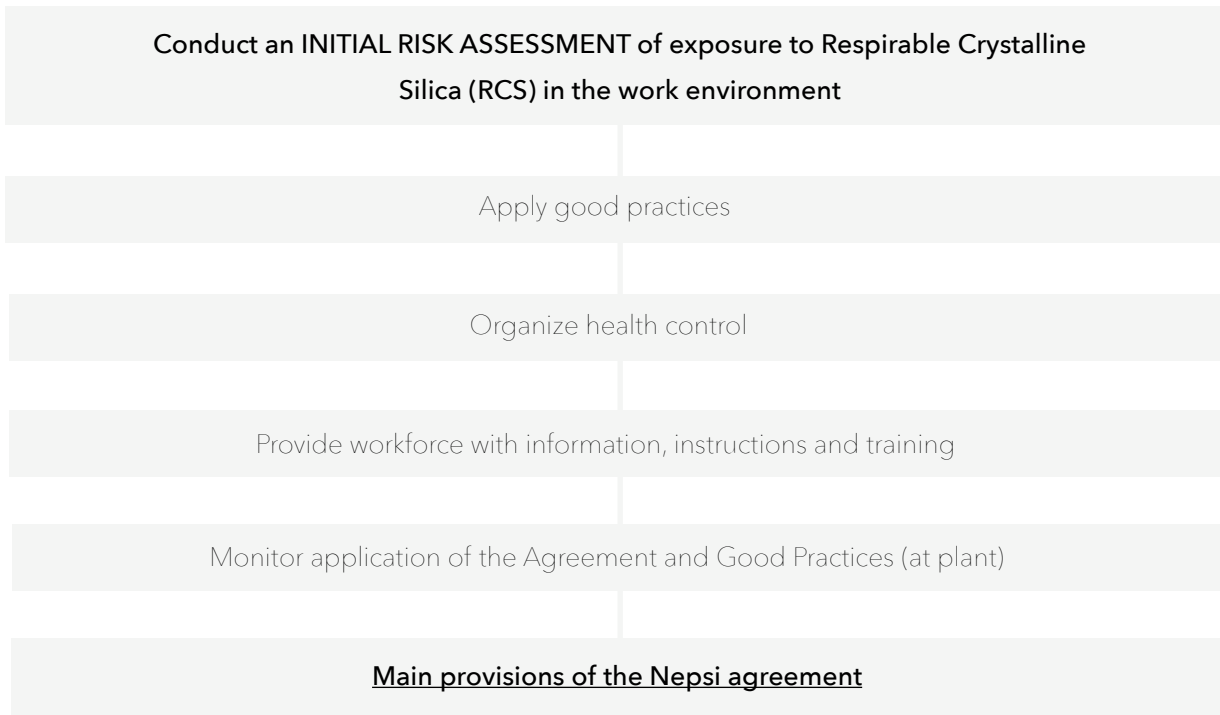 Conduct an INITIAL RISK ASSESSMENT of exposure to Respirable Crystalline
Silica (RCS) in the work environment
Apply good practices
Organize health control
Provide workforce with information, instructions and training
Monitor application of the Agreement and Good Practices (at plant)
Main provisions of the Nepsi agreement